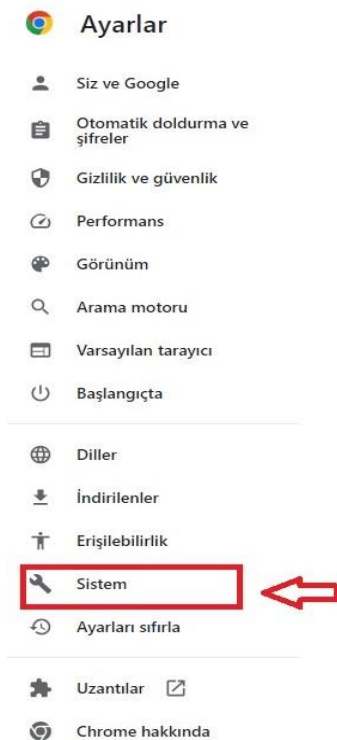 Ayarlar
Siz ve Google
Otomatik doldurma ve
şifreler
Gizlilik ve güvenlik
Performans
Görünüm
Arama motoru
Varsayılan tarayıcı
Başlangıçta
Diller
İndirilenler
Erişilebilirlik
Sistem
Ayarları sıfırla
Uzantılar
Chrome hakkında